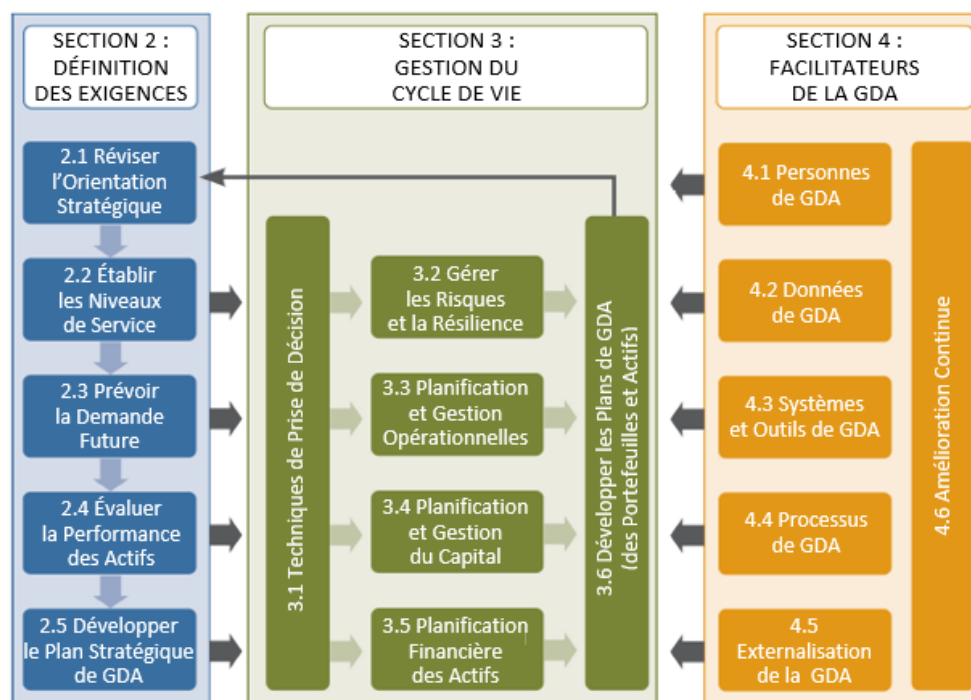 SECTION 2 :
DÉFINITION
DES EXIGENCES
2.1 Réviser
l'Orientation
Stratégique
2.2 Établir
les Niveaux
de Service
2.3 Prévoir
la Demande
Future
2.4 Évaluer
la Performance
des Actifs
2.5 Développer
le Plan Stratégique
de GDA
SECTION 3 :
GESTION DU
CYCLE DE VIE
3.1 Techniques de Prise de Décision
3.2 Gérer
les Risques
et la Résilience
3.3 Planification
et Gestion
Opérationnelles
3.4 Planification
et Gestion
du Capital
3.5 Planification
Financière
des Actifs
3.6 Développer les Plans de GDA
(des Portefeuilles et Actifs)
SECTION 4 :
FACILITATEURS
DE LA GDA
4.1 Personnes
de GDA
4.2 Données
de GDA
4.3 Systèmes
et Outils de GDA
4.4 Processus
de GDA
4.5
Externalisation
de la GDA
4.6 Amélioration Continue